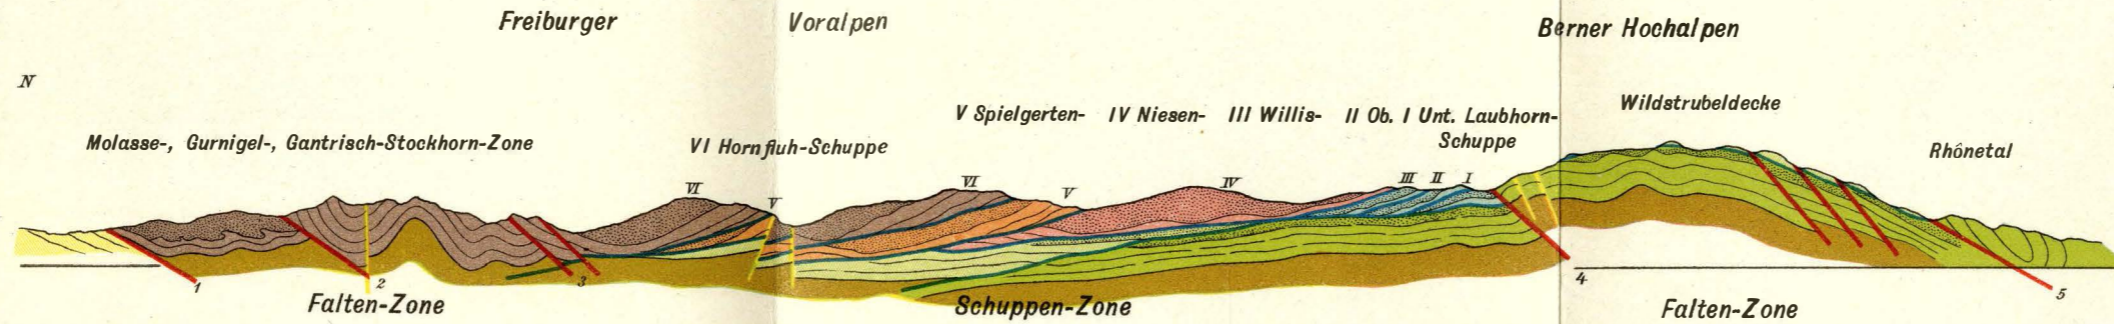 Freiburger Voralpen
Berner Hochalpen
N
Wildstrubeldecke
V Spielgerten- IV Niesen- III Willis- II Ob. I Unt. Laubhorn-
Schuppe
Molasse-, Gurnigel-, Gantrisch-Stockhorn-Zone
VI Hornfluh-Schuppe
Rhônetal
VI V VI V IV III II I
1 2 3 4 5
Falten-Zone
Schuppen-Zone
Falten-Zone